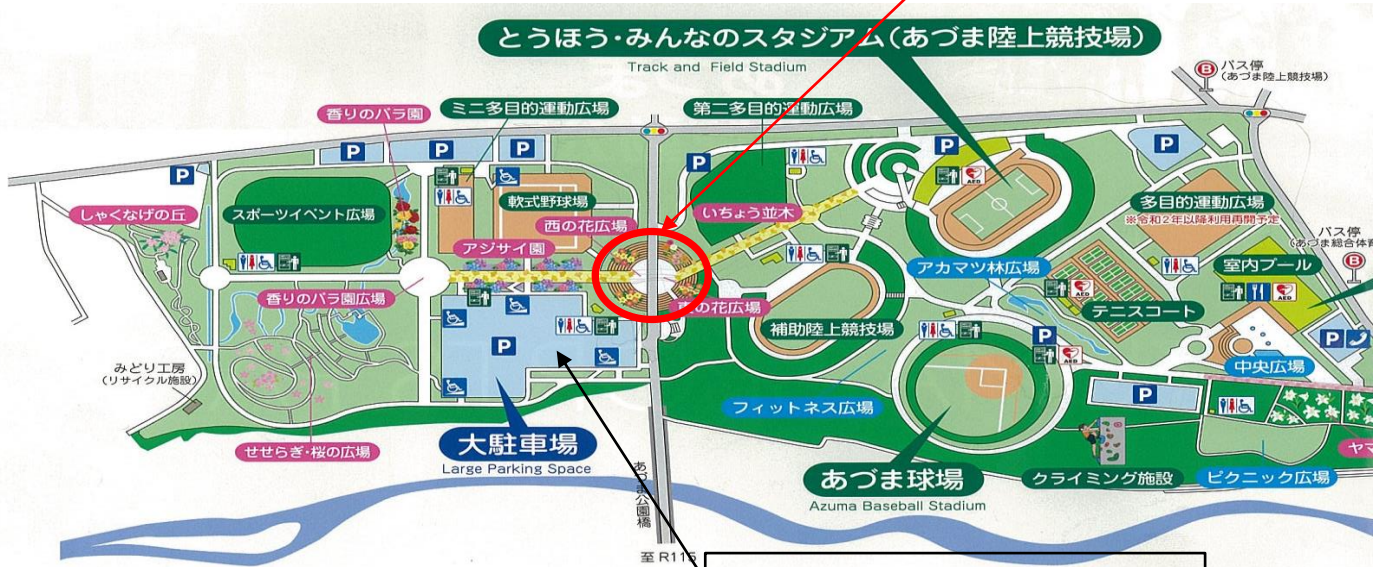 とうほう・みんなのスタジアム(あづま陸上競技場)
Track and Field Stadium
B
バス停
(あづま陸上競技場)
香りのバラ園
ミニ多目的運動広場
第二多目的運動広場
P
P
P
P
P
P
P
しゃくなげの丘
スポーツイベント広場
軟式野球場
西の花広場
いちょう並木
AED
多目的運動広場
※令和2年以降利用再開予定
バス停
(あづま総合体育
B
アジサイ園
アカマツ林広場
室内プール
香りのバラ園広場
東の花広場
補助陸上競技場
AED
テニスコート
AED
P
P
P
AED
みどり工房
(リサイクル施設)
中央広場
P
フィットネス広場
せせらぎ・桜の広場
大駐車場
Large Parking Space
あづま公園橋
あづま球場
Azuma Baseball Stadium
クライミング施設
ピクニック広場
ヤマ
至 R115